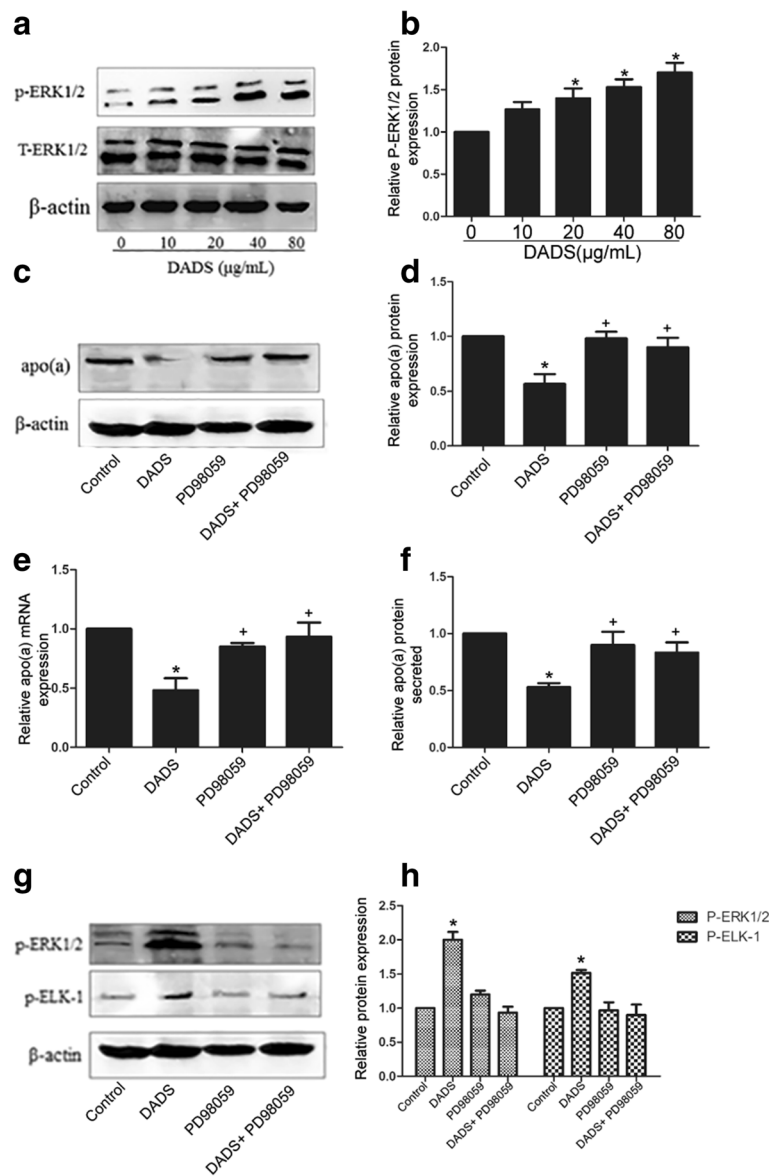 a
p-ERK1/2
T-ERK1/2
β-actin
0 10 20 40 80
DADS (µg/mL)
b
Relative P-ERK1/2 protein
expression
2.0
1.5
1.0
0.5
0.0
* * *
0 10 20 40 80
DADS(µg/mL)
c
apo(a)
β-actin
Control DADS PD98059 DADS+ PD98059
d
Relative apo(a) protein
expression
1.5
1.0
0.5
0.0
* + +
Control DADS PD98059 DADS+ PD98059
e
Relative apo(a) mRNA
expression
1.5
1.0
0.5
0.0
* + +
Control DADS PD98059 DADS+ PD98059
f
Relative apo(a) protein
secreted
1.5
1.0
0.5
0.0
* + +
Control DADS PD98059 DADS+ PD98059
g
p-ERK1/2
p-ELK-1
β-actin
Control DADS PD98059 DADS+ PD98059
h
Relative protein expression
2.5
2.0
1.5
1.0
0.5
0.0
* *
Control DADS PD98059 DADS+ PD98059 Control DADS PD98059 DADS+ PD98059
P-ERK1/2
P-ELK-1